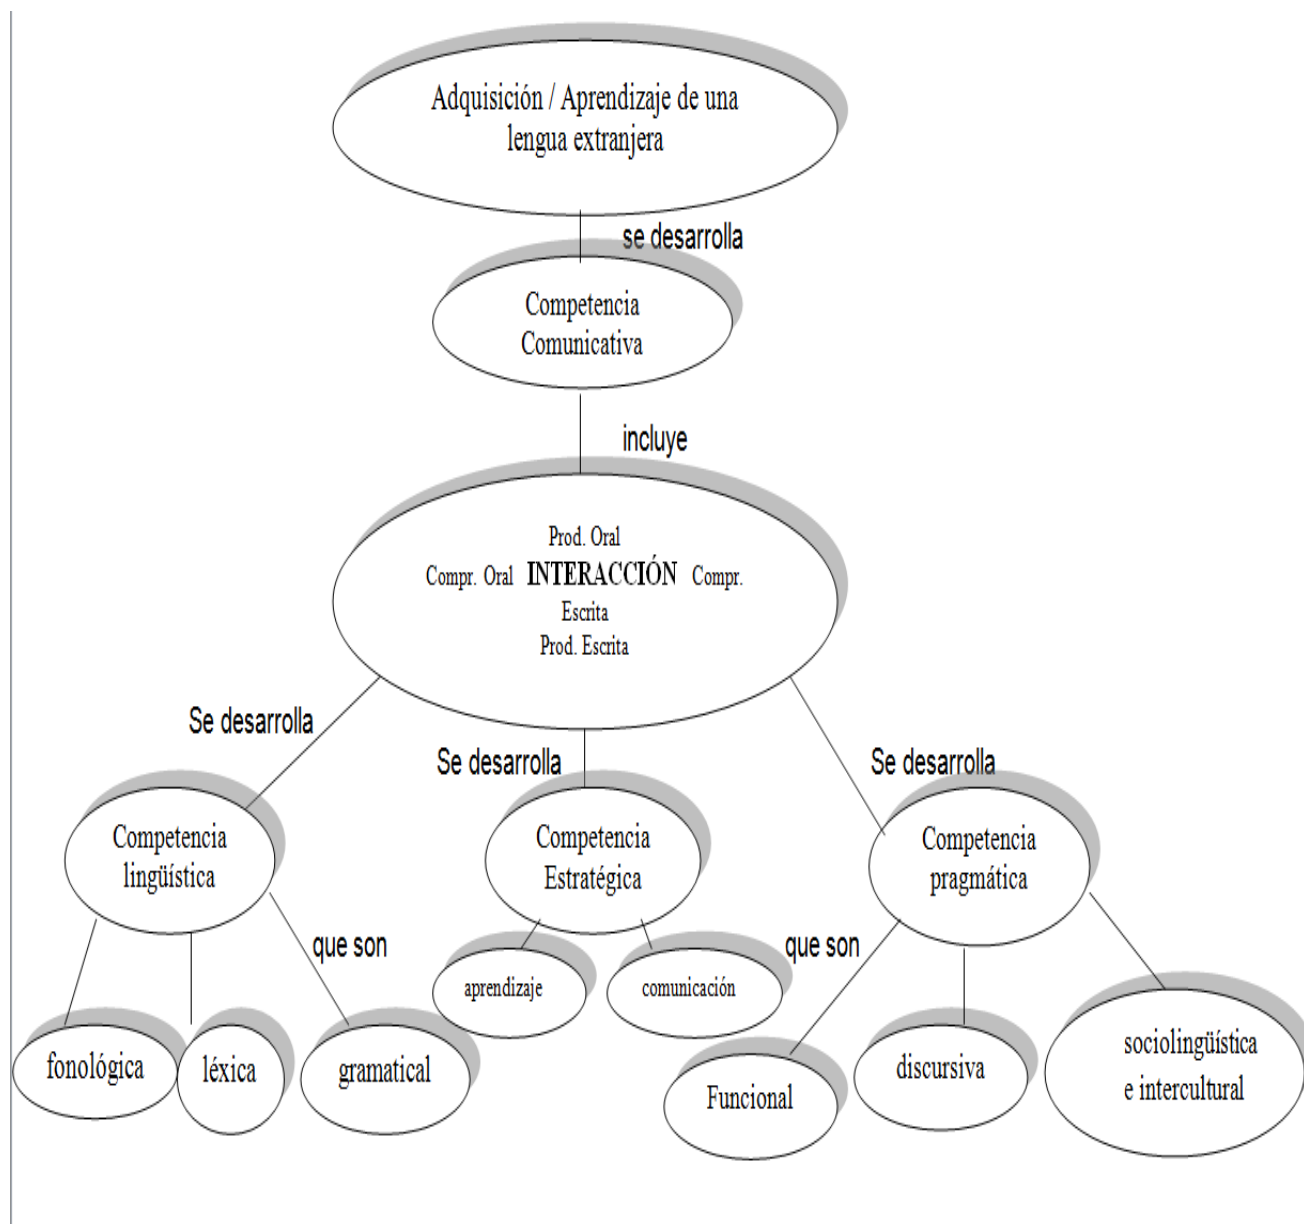 Adquisición / Aprendizaje de una
lengua extranjera
se desarrolla
Competencia
Comunicativa
incluye
Prod. Oral
Compr. Oral INTERACCIÓN Compr.
Escrita
Prod. Escrita
Se desarrolla
Se desarrolla
Se desarrolla
Competencia
lingüística
Competencia
Estratégica
Competencia
pragmática
que son
aprendizaje
comunicación
que son
fonológica
léxica
gramatical
Funcional
discursiva
sociolingüística
e intercultural